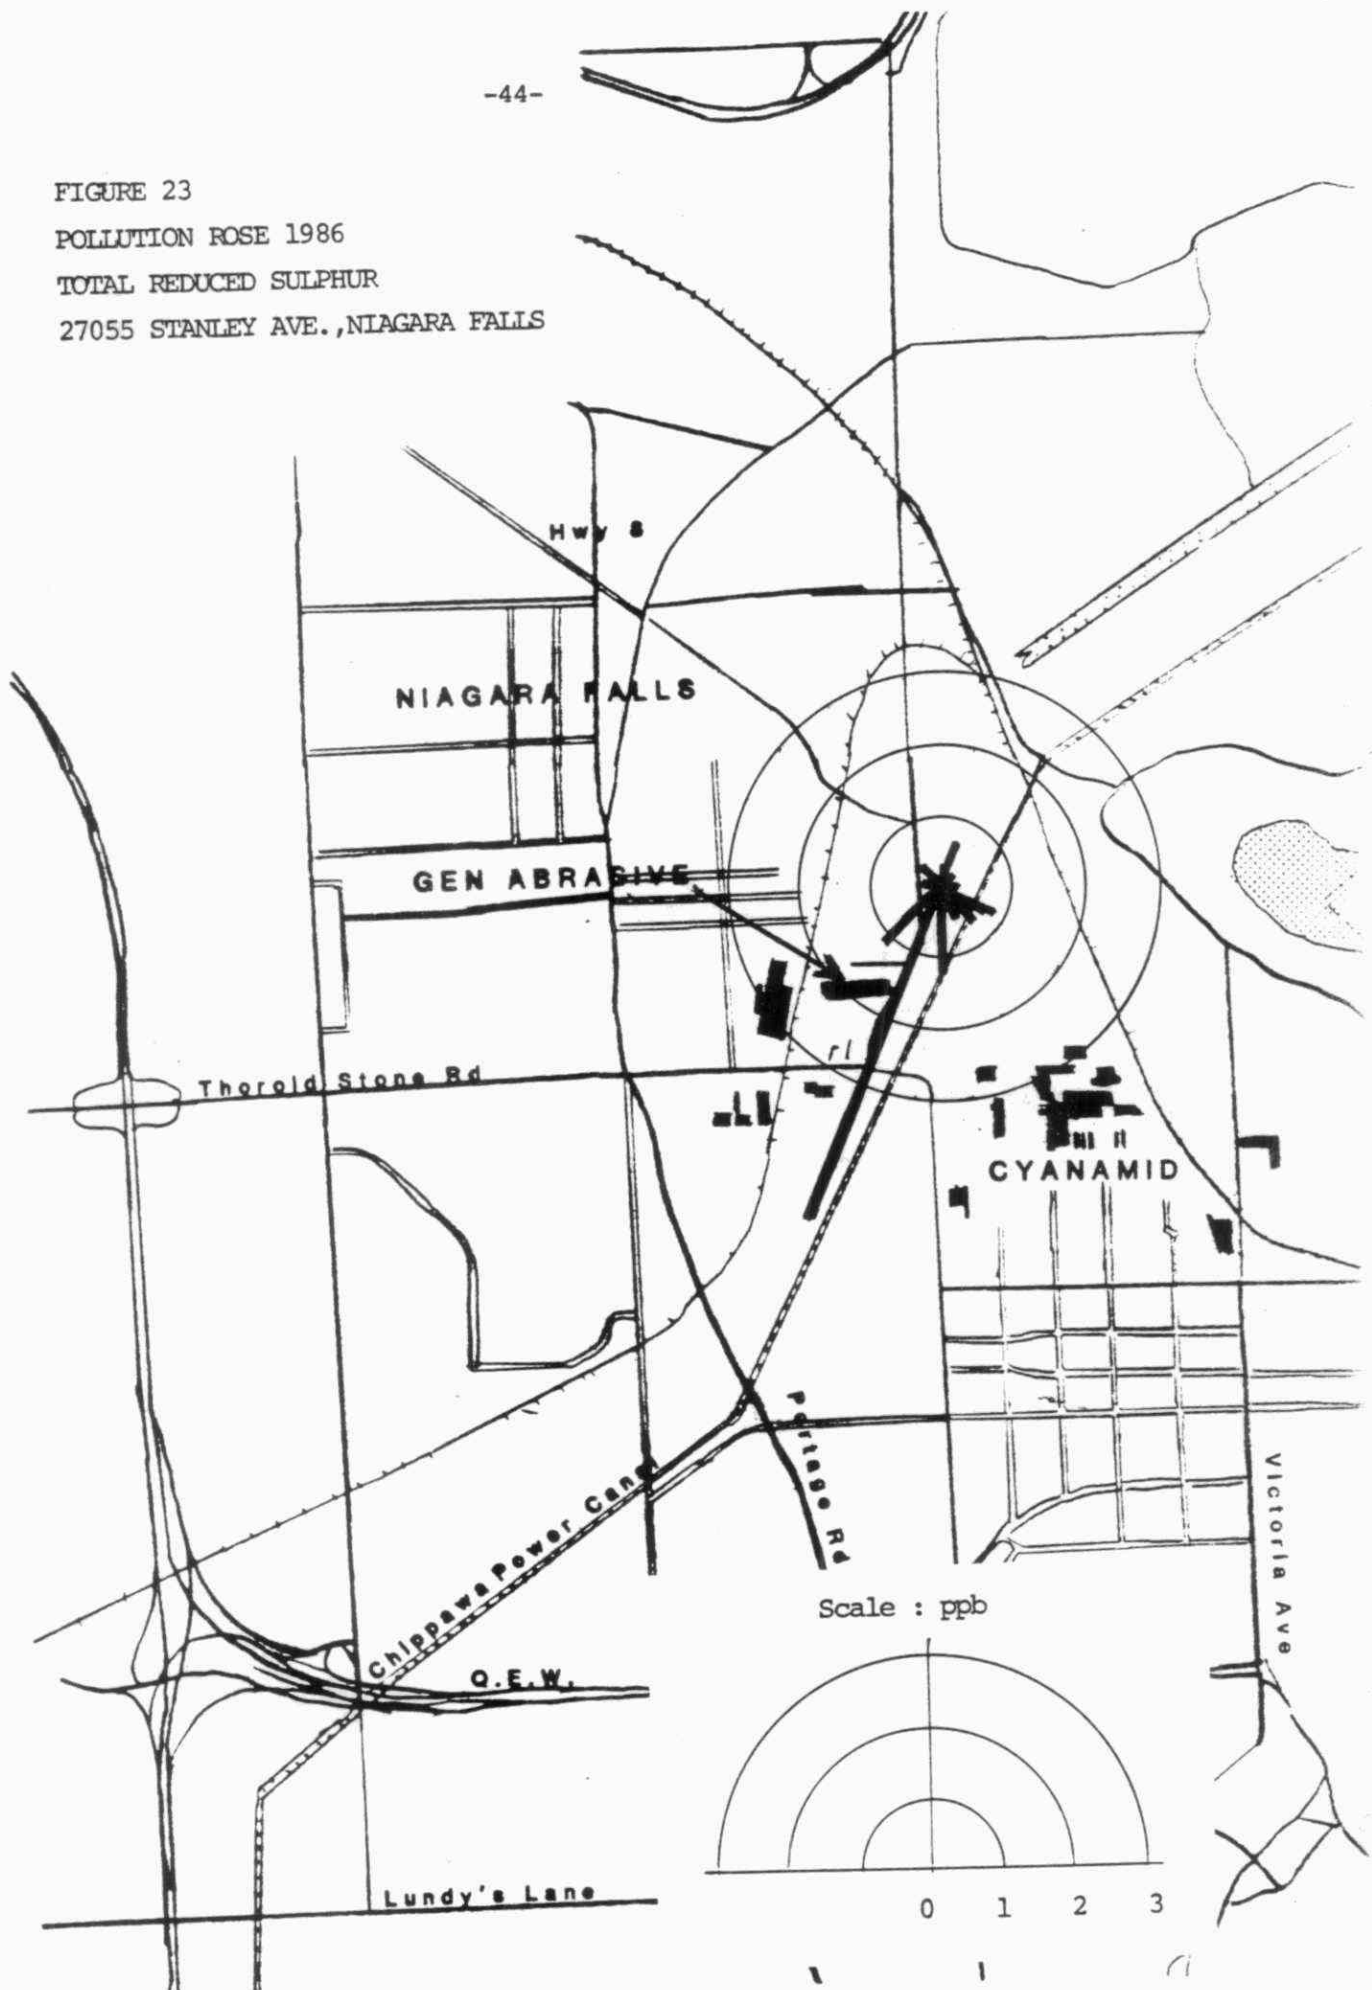 -44-
FIGURE 23
POLLUTION ROSE 1986
TOTAL REDUCED SULPHUR
27055 STANLEY AVE.,NIAGARA FALLS
Hwy 8
NIAGARA FALLS
GEN ABRASIVE
Thorold Stone Rd
CYANAMID
Portage Rd
Chippawa Power Canal
Victoria Ave
Q.E.W.
Lundy's Lane
Scale : ppb
0 1 2 3